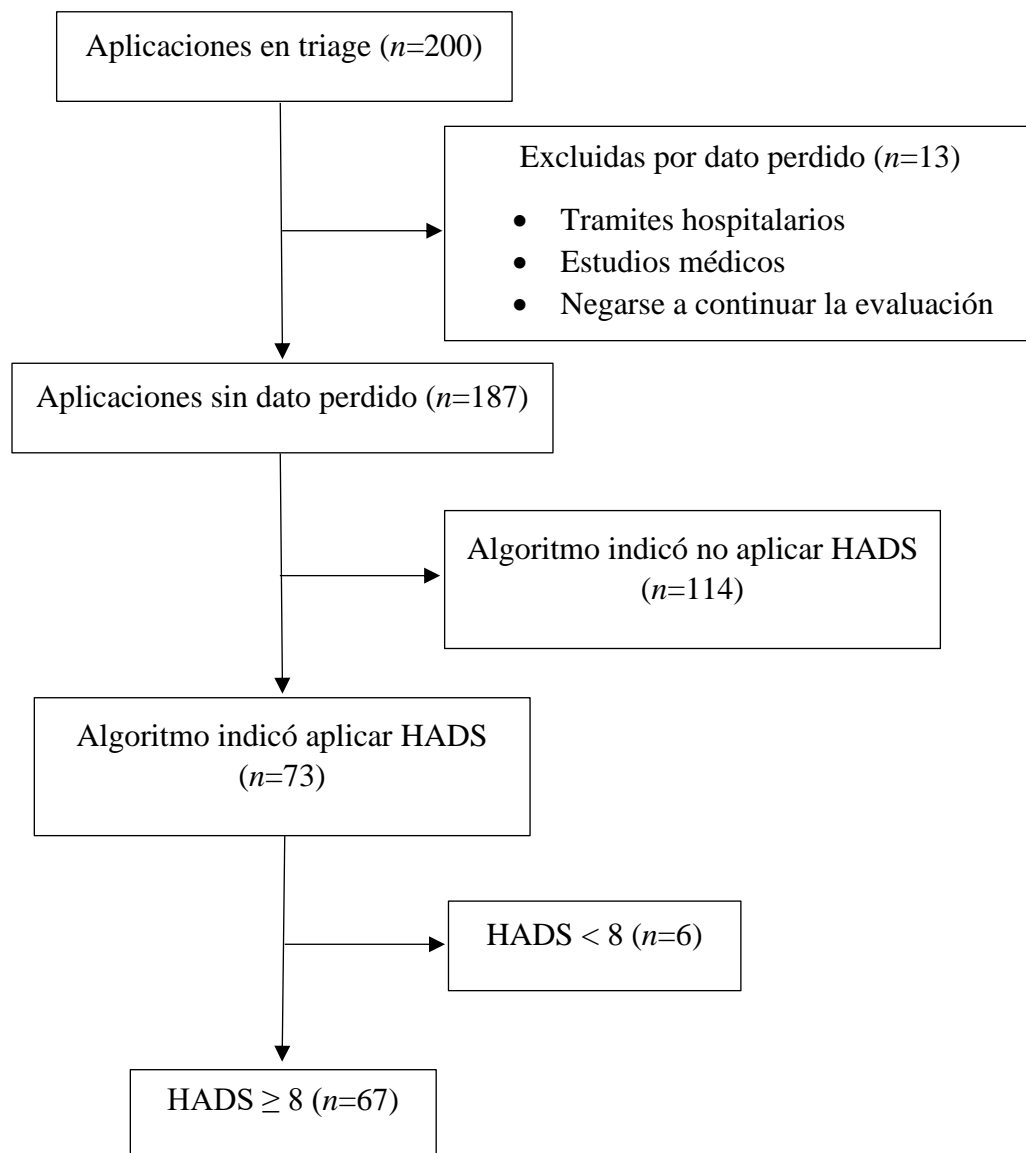 Aplicaciones en triage (n=200)
Excluidas por dato perdido (n=13)
• Tramites hospitalarios
• Estudios médicos
• Negarse a continuar la evaluación
Aplicaciones sin dato perdido (n=187)
Algoritmo indicó no aplicar HADS
(n=114)
Algoritmo indicó aplicar HADS
(n=73)
HADS < 8 (n=6)
HADS ≥ 8 (n=67)